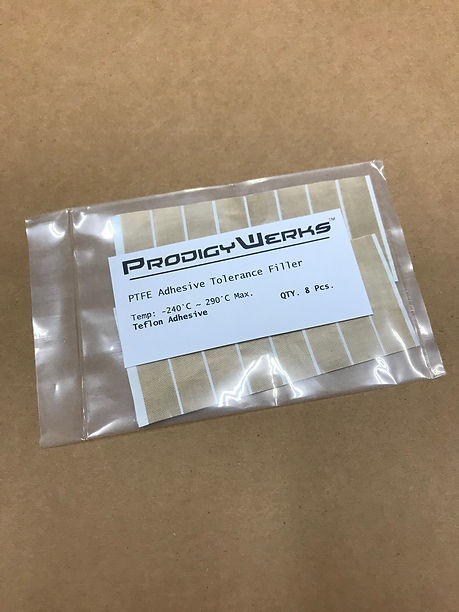 PRODIGYWERKS™
PTFE Adhesive Tolerance Filler
Temp: -240°C ~ 290°C Max. QTY. 8 Pcs.
Teflon Adhesive